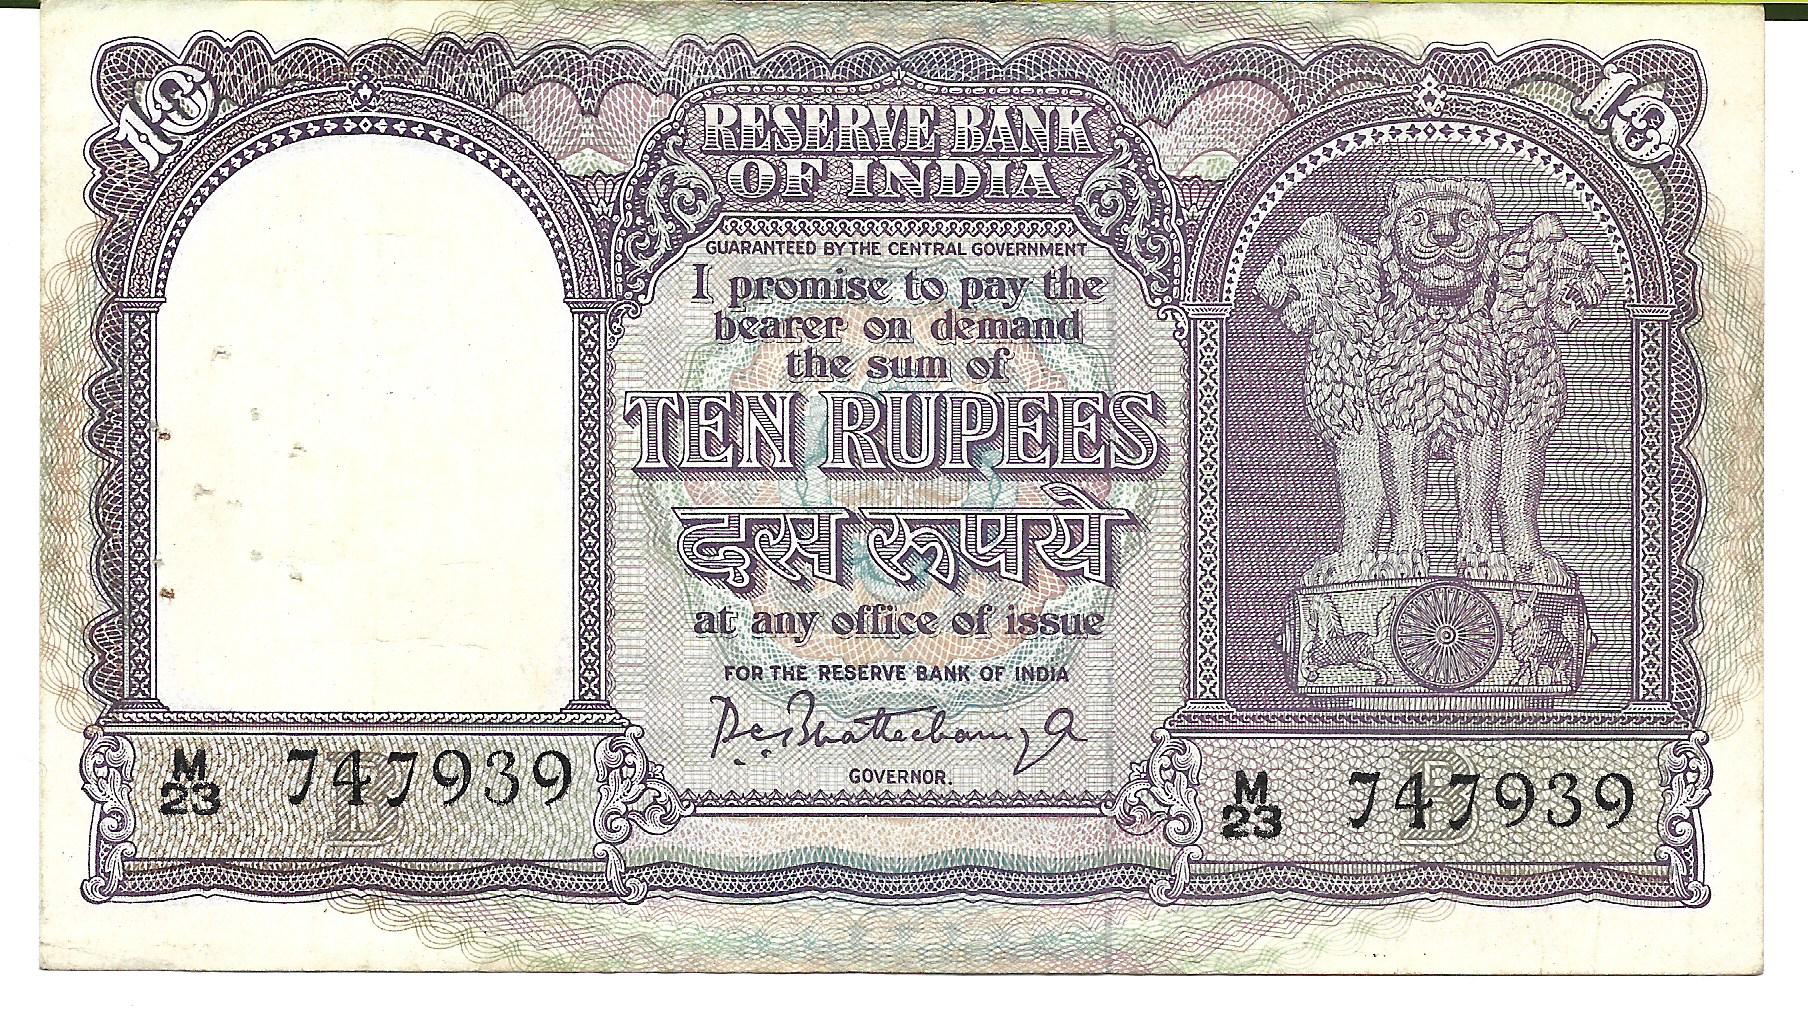 10
10
RESERVE BANK
OF INDIA
GUARANTEED BY THE CENTRAL GOVERNMENT
I promise to pay the
bearer on demand
the sum of
TEN RUPEES
दस रूपये
at any office of issue
FOR THE RESERVE BANK OF INDIA
P.C. Bhattacharyya
GOVERNOR.
M
23 747939
B
M
23 747939
B